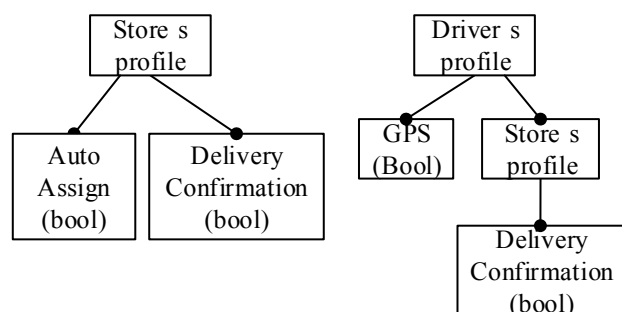 Store s
profile
Auto
Assign
(bool)
Delivery
Confirmation
(bool)
Driver s
profile
GPS
(Bool)
Store s
profile
Delivery
Confirmation
(bool)